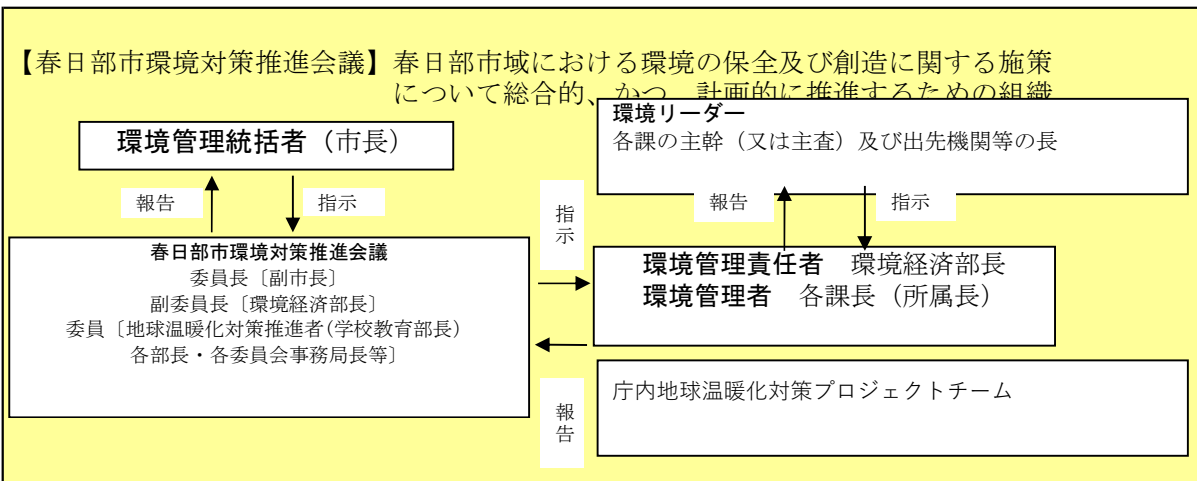 【春日部市環境対策推進会議】春日部市域における環境の保全及び創造に関する施策
について総合的、かつ、計画的に推進するための組織
環境管理統括者（市長）
報告
指示
春日部市環境対策推進会議
委員長〔副市長〕
副委員長〔環境経済部長〕
委員〔地球温暖化対策推進者(学校教育部長)
各部長・各委員会事務局長等〕
指示
報告
環境リーダー
各課の主幹（又は主査）及び出先機関等の長
報告
指示
環境管理責任者　環境経済部長
環境管理者　各課長（所属長）
庁内地球温暖化対策プロジェクトチーム